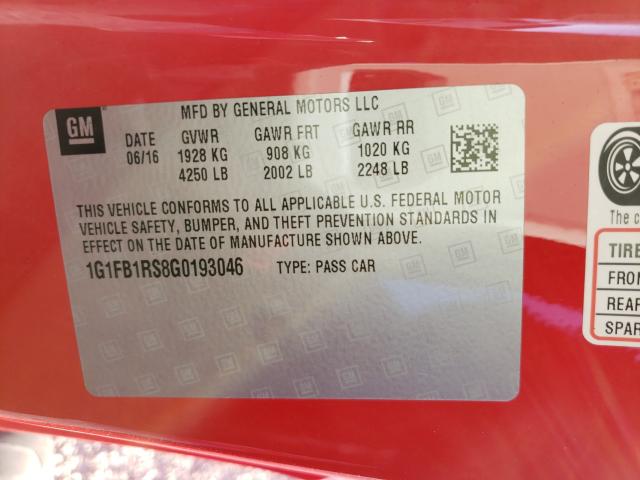 GM
MFD BY GENERAL MOTORS LLC
DATE GVWR GAWR FRT GAWR RR
06/16 1928 KG 908 KG 1020 KG
4250 LB 2002 LB 2248 LB
THIS VEHICLE CONFORMS TO ALL APPLICABLE U.S. FEDERAL MOTOR
VEHICLE SAFETY, BUMPER, AND THEFT PREVENTION STANDARDS IN
EFFECT ON THE DATE OF MANUFACTURE SHOWN ABOVE.
1G1FB1RS8G0193046 TYPE: PASS CAR
The c
TIRE
FRON
REAR
SPAR